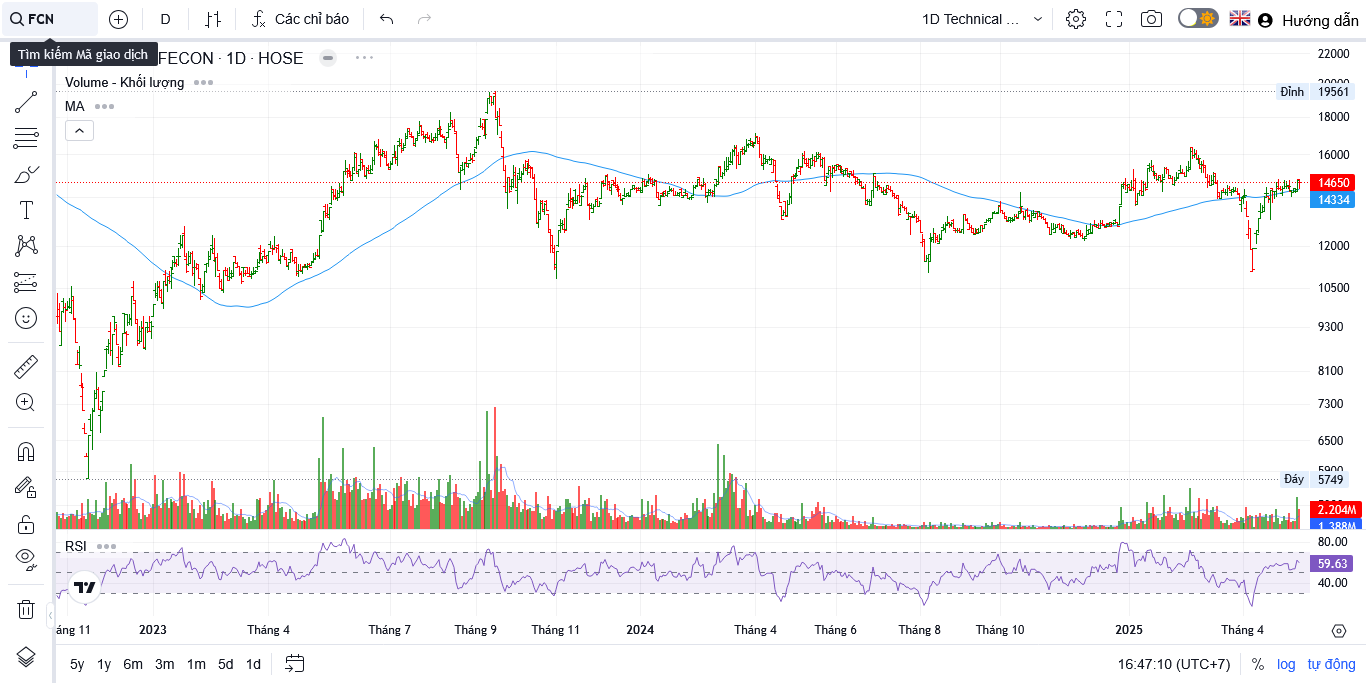 FCN
D
Các chỉ báo
1D Technical ...
Hướng dẫn
Tìm kiếm Mã giao dịch
FECON · 1D · HOSE
Volume - Khối lượng
MA
22000
20000
Đỉnh 19561
18000
16000
14650
14334
12000
10500
9300
8100
7300
6500
5900
Đáy 5749
2.204M
1.388M
RSI
80.00
59.63
40.00
áng 11 2023 Tháng 4 Tháng 7 Tháng 9 Tháng 11 2024 Tháng 4 Tháng 6 Tháng 8 Tháng 10 2025 Tháng 4
5y 1y 6m 3m 1m 5d 1d
16:47:10 (UTC+7) % log tự động